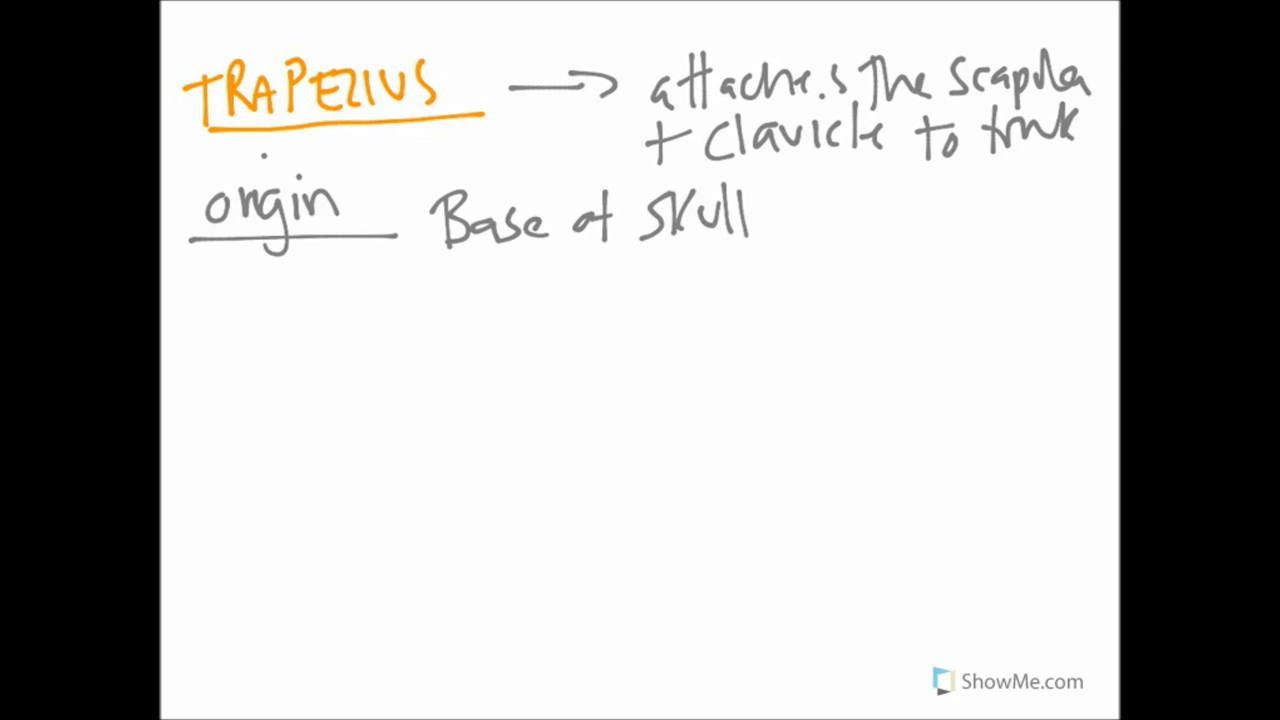 TRAPEZIUS → attaches the scapula
+ clavicle to trunk
origin Base of skull
ShowMe.com